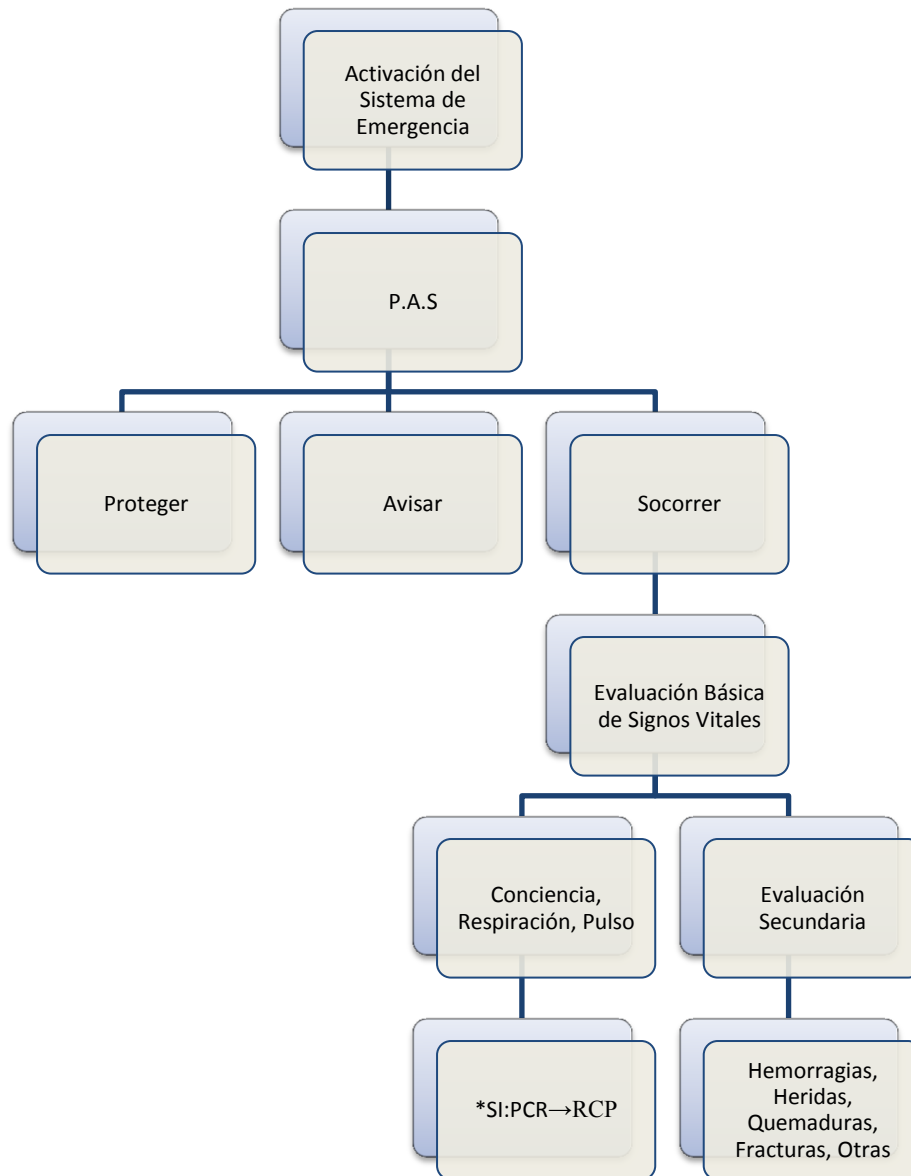 Activación del
Sistema de
Emergencia
P.A.S
Proteger
Avisar
Socorrer
Evaluación Básica
de Signos Vitales
Conciencia,
Respiración, Pulso
Evaluación
Secundaria
*SI:PCR→RCP
Hemorragias,
Heridas,
Quemaduras,
Fracturas, Otras